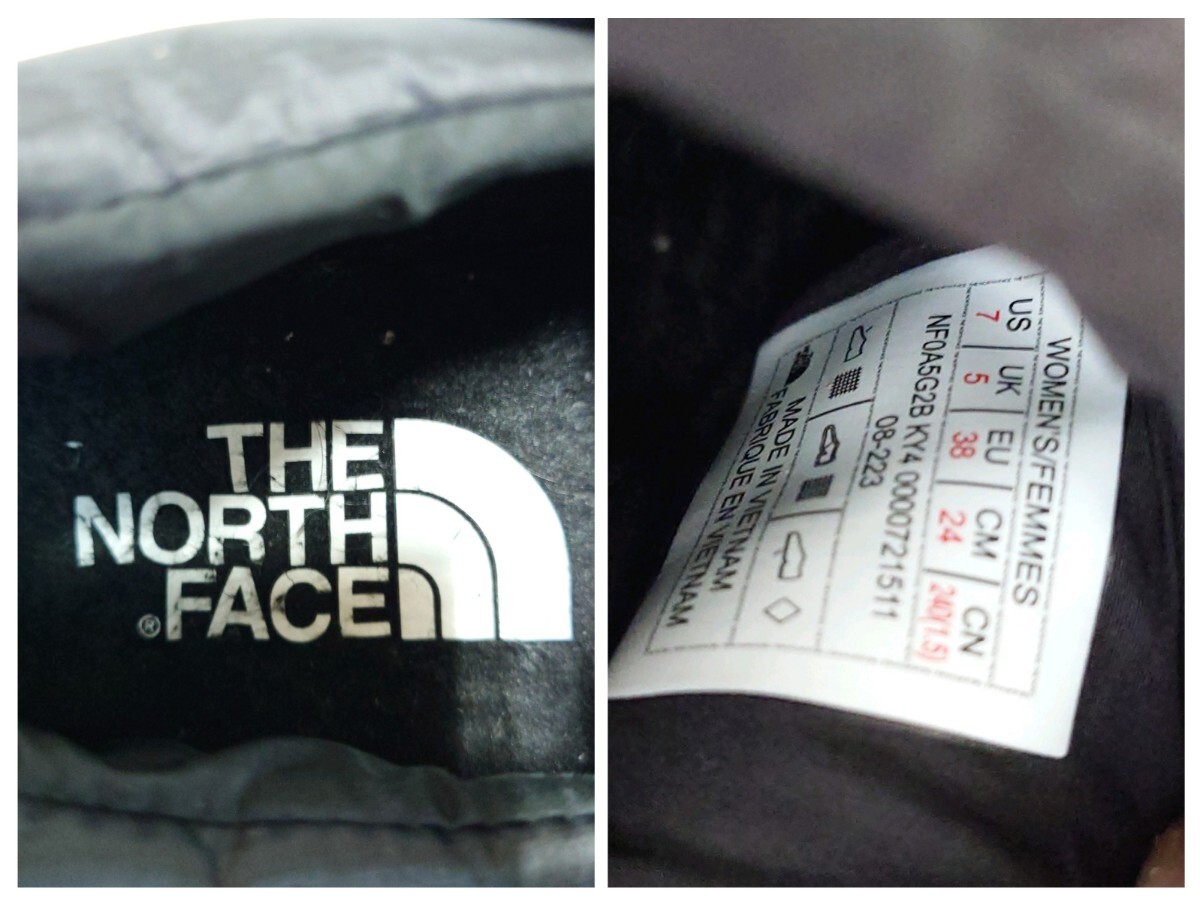 THE
NORTH
FACE
®
WOMEN'S/FEMMES
US UK EU CM CN
7 5 38 24 240(1.5)
NF0A5G2B KY4 0000721511
08-223
MADE IN VIETNAM
FABRIQUE EN VIETNAM